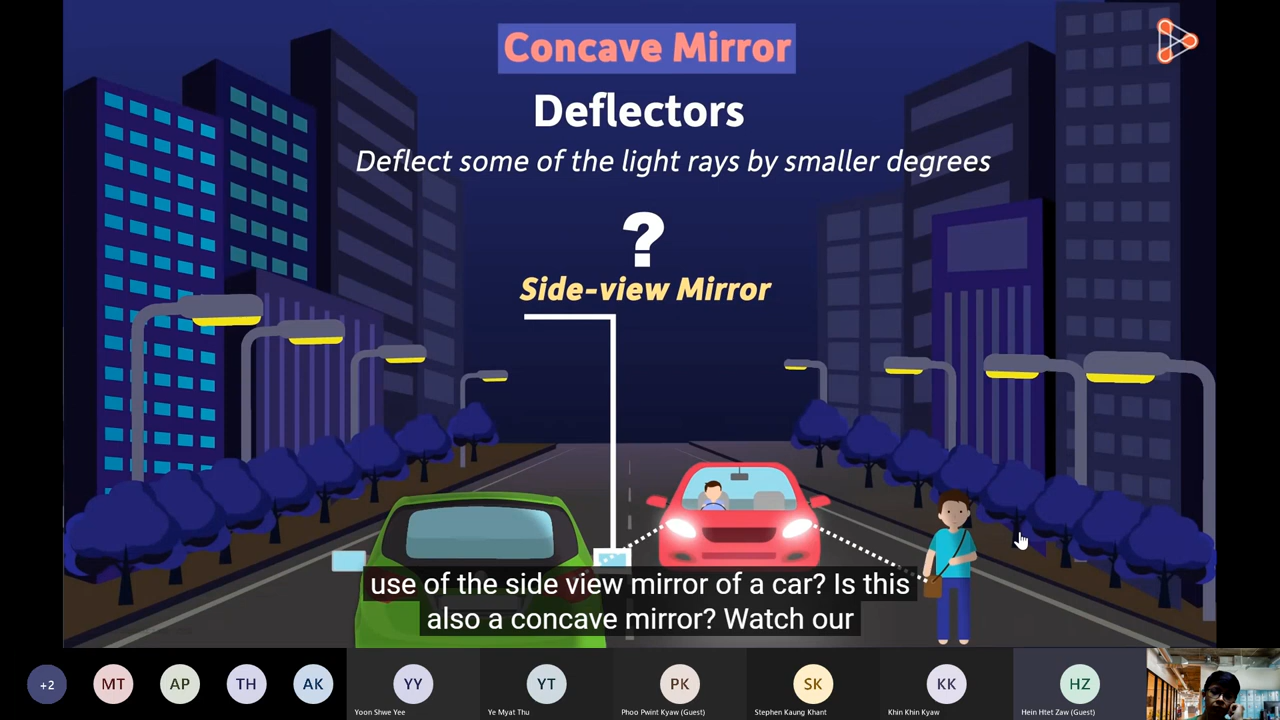 Concave Mirror
Deflectors
Deflect some of the light rays by smaller degrees
?
Side-view Mirror
use of the side view mirror of a car? Is this
also a concave mirror? Watch our
+2
MT
AP
TH
AK
YY
YT
PK
SK
KK
HZ
Yoon Shwe Yee
Ye Myat Thu
Phoo Pwint Kyaw (Guest)
Stephen Kaung Khant
Khin Khin Kyaw
Hein Htet Zaw (Guest)